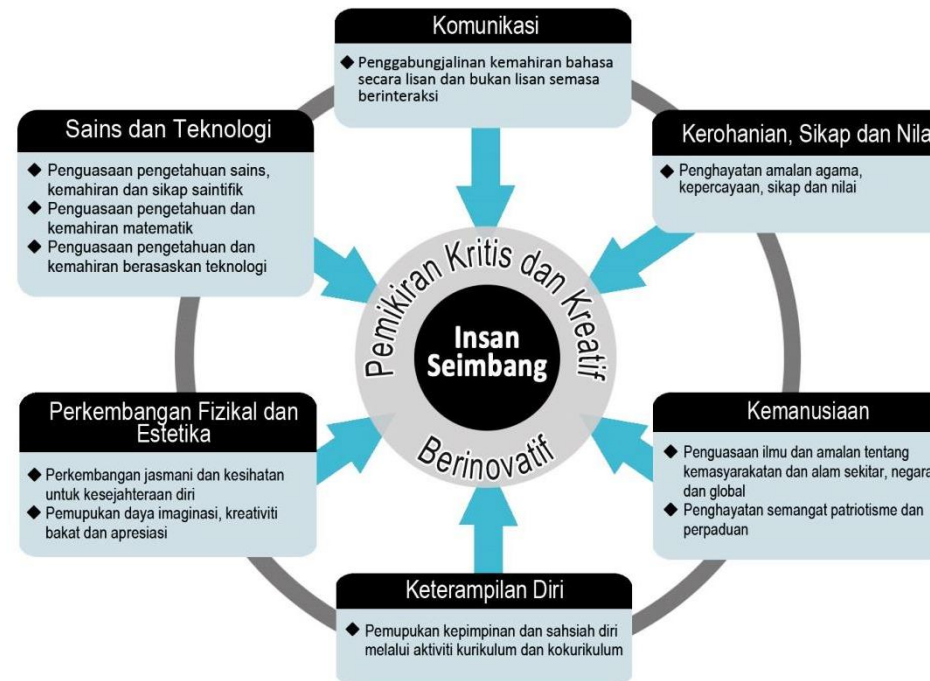 Komunikasi
◆ Penggabungjalinan kemahiran bahasa
secara lisan dan bukan lisan semasa
berinteraksi
Sains dan Teknologi
◆ Penguasaan pengetahuan sains,
kemahiran dan sikap saintifik
◆ Penguasaan pengetahuan dan
kemahiran matematik
◆ Penguasaan pengetahuan dan
kemahiran berasaskan teknologi
Kerohanian, Sikap dan Nila
◆ Penghayatan amalan agama,
kepercayaan, sikap dan nilai
Pemikiran Kritis dan Kreatif
Insan
Seimbang
Berinovatif
Perkembangan Fizikal dan
Estetika
◆ Perkembangan jasmani dan kesihatan
untuk kesejahteraan diri
◆ Pemupukan daya imaginasi, kreativiti
bakat dan apresiasi
Kemanusiaan
◆ Penguasaan ilmu dan amalan tentang
kemasyarakatan dan alam sekitar, negara
dan global
◆ Penghayatan semangat patriotisme dan
perpaduan
Keterampilan Diri
◆ Pemupukan kepimpinan dan sahsiah diri
melalui aktiviti kurikulum dan kokurikulum